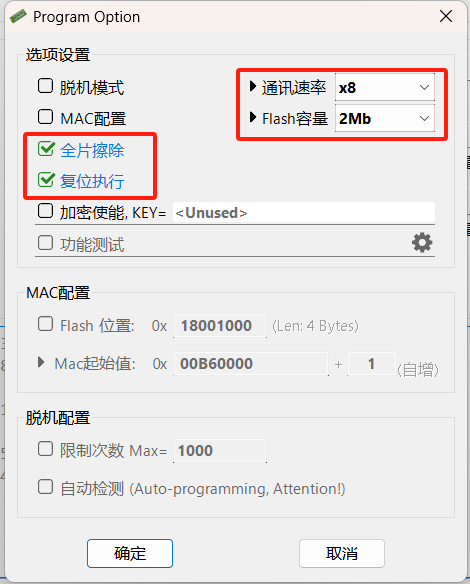 Program Option
选项设置
脱机模式
通讯速率 x8
MAC配置
Flash容量 2Mb
全片擦除
复位执行
加密使能, KEY= <Unused>
功能测试
MAC配置
Flash 位置: 0x 18001000 (Len: 4 Bytes)
Mac起始值: 0x 00B60000 + 1 (自增)
脱机配置
限制次数 Max= 1000
自动检测 (Auto-programming, Attention!)
确定 取消